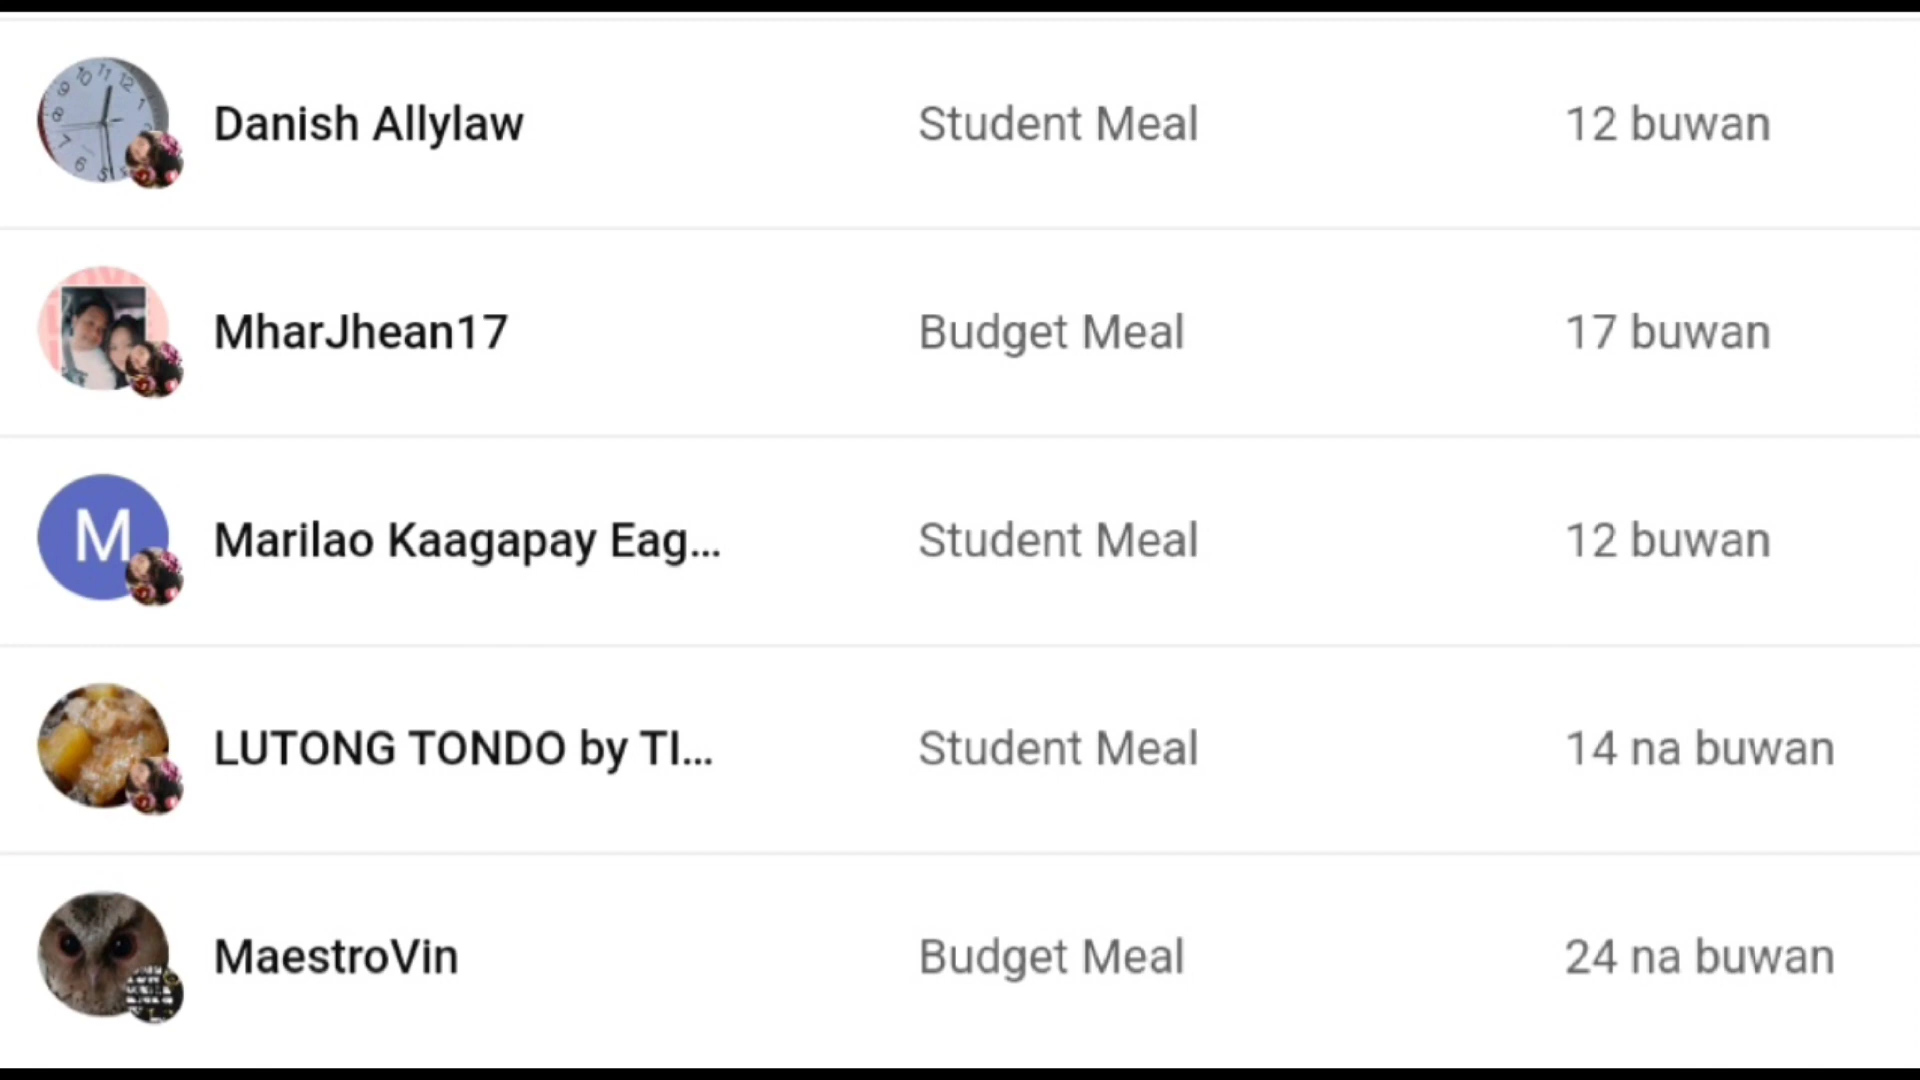 Danish Allylaw Student Meal 12 buwan
MharJhean17 Budget Meal 17 buwan
M
Marilao Kaagapay Eag... Student Meal 12 buwan
LUTONG TONDO by TI... Student Meal 14 na buwan
MaestroVin Budget Meal 24 na buwan